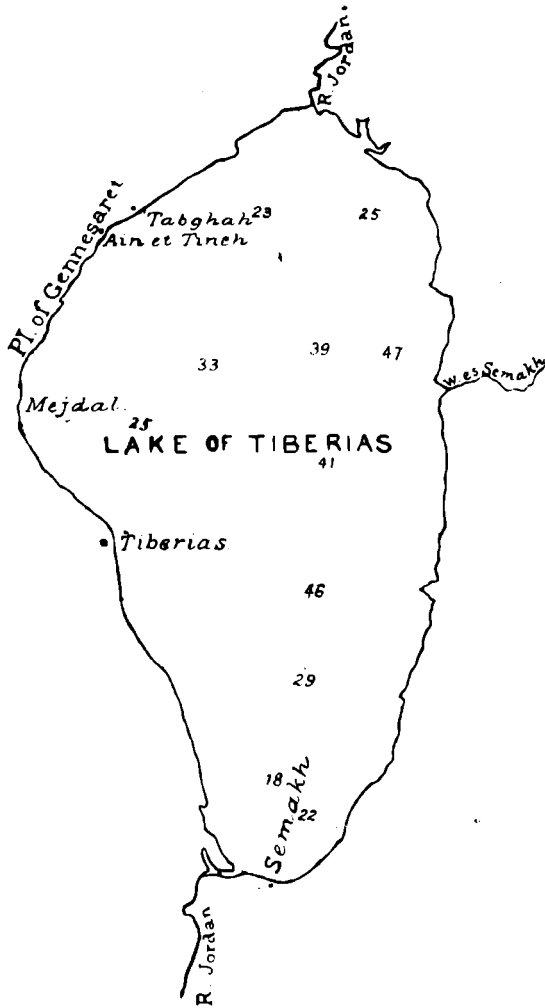 R. Jordan.
Tabghah 23
25
Ain et Tineh
Pl. of Gennesaret
33
39
47
W. es Semakh
Mejdal.
25
LAKE OF TIBERIAS
41
Tiberias
46
29
18
22
Semakh
R. Jordan